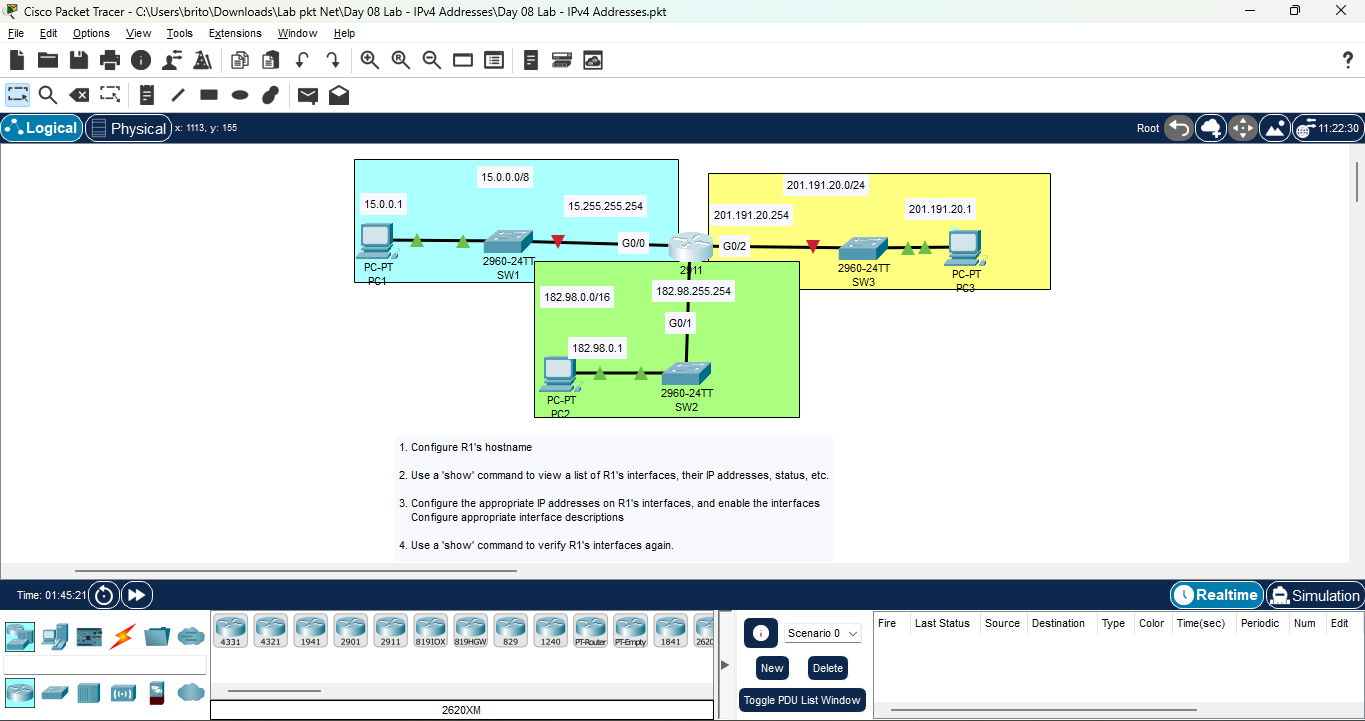 Cisco Packet Tracer - C:\Users\brito\Downloads\Lab pkt Net\Day 08 Lab - IPv4 Addresses\Day 08 Lab - IPv4 Addresses.pkt
File Edit Options View Tools Extensions Window Help
Logical Physical x: 1113, y: 155 Root 11:22:30
15.0.0.0/8
15.0.0.1
15.255.255.254
G0/0
2960-24TT
SW1
PC-PT
PC1
201.191.20.0/24
201.191.20.254
201.191.20.1
G0/2
2911
2960-24TT
SW3
PC-PT
PC3
182.98.0.0/16
182.98.255.254
G0/1
182.98.0.1
2960-24TT
SW2
PC-PT
PC2
1. Configure R1's hostname
2. Use a 'show' command to view a list of R1's interfaces, their IP addresses, status, etc.
3. Configure the appropriate IP addresses on R1's interfaces, and enable the interfaces
Configure appropriate interface descriptions
4. Use a 'show' command to verify R1's interfaces again.
Time: 01:45:21 Realtime Simulation
4331 4321 1941 2901 2911 819IOX 819HGW 829 1240 PT-Router PT-Empty 1841 2620
2620XM
Scenario 0
New Delete
Toggle PDU List Window
Fire Last Status Source Destination Type Color Time(sec) Periodic Num Edit